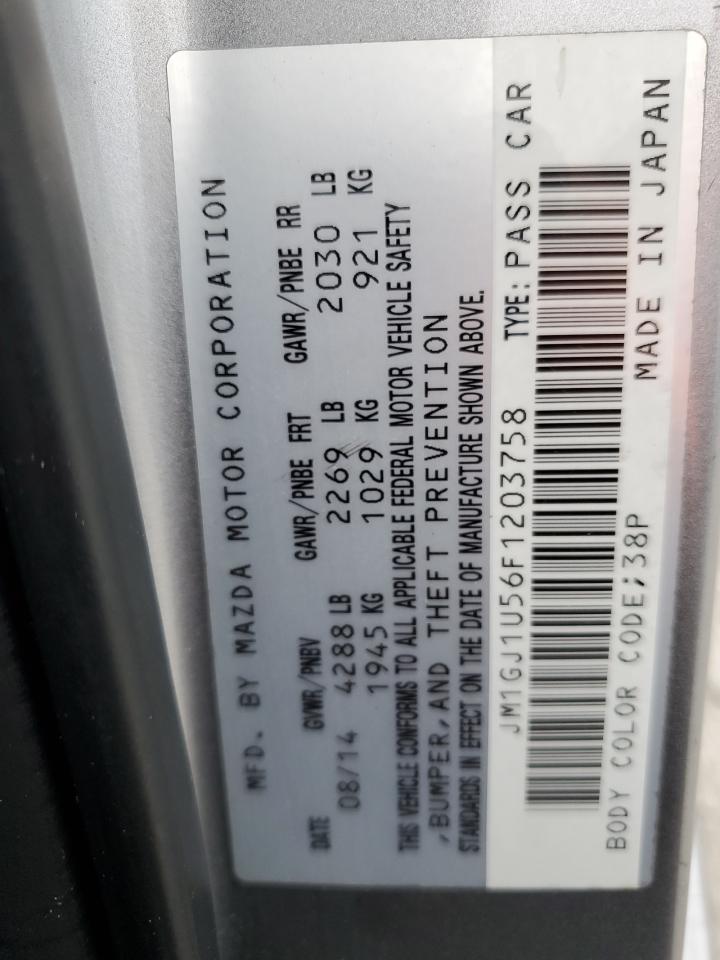 MFD. BY MAZDA MOTOR CORPORATION
DATE GVWR/PNBV GAWR/PNBE FRT GAWR/PNBE RR
08/14 4288 LB 2269 LB 2030 LB
1945 KG 1029 KG 921 KG
THIS VEHICLE CONFORMS TO ALL APPLICABLE FEDERAL MOTOR VEHICLE SAFETY
,BUMPER,AND THEFT PREVENTION
STANDARDS IN EFFECT ON THE DATE OF MANUFACTURE SHOWN ABOVE.
JM1GJ1U56F1203758 TYPE: PASS CAR
BODY COLOR CODE;38P MADE IN JAPAN